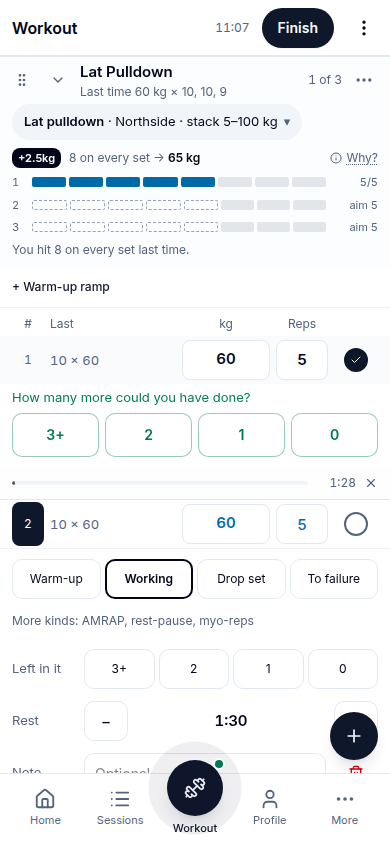 Workout 11:07 Finish
Lat Pulldown 1 of 3
Last time 60 kg × 10, 10, 9
Lat pulldown · Northside · stack 5–100 kg ▾
+2.5kg 8 on every set → 65 kg Why?
1 5/5
2 aim 5
3 aim 5
You hit 8 on every set last time.
+ Warm-up ramp
# Last kg Reps
1 10 × 60 60 5
How many more could you have done?
3+ 2 1 0
1:28 ×
2 10 × 60 60 5
Warm-up Working Drop set To failure
More kinds: AMRAP, rest-pause, myo-reps
Left in it 3+ 2 1 0
Rest – 1:30
Note Optional
Home Sessions Workout Profile More